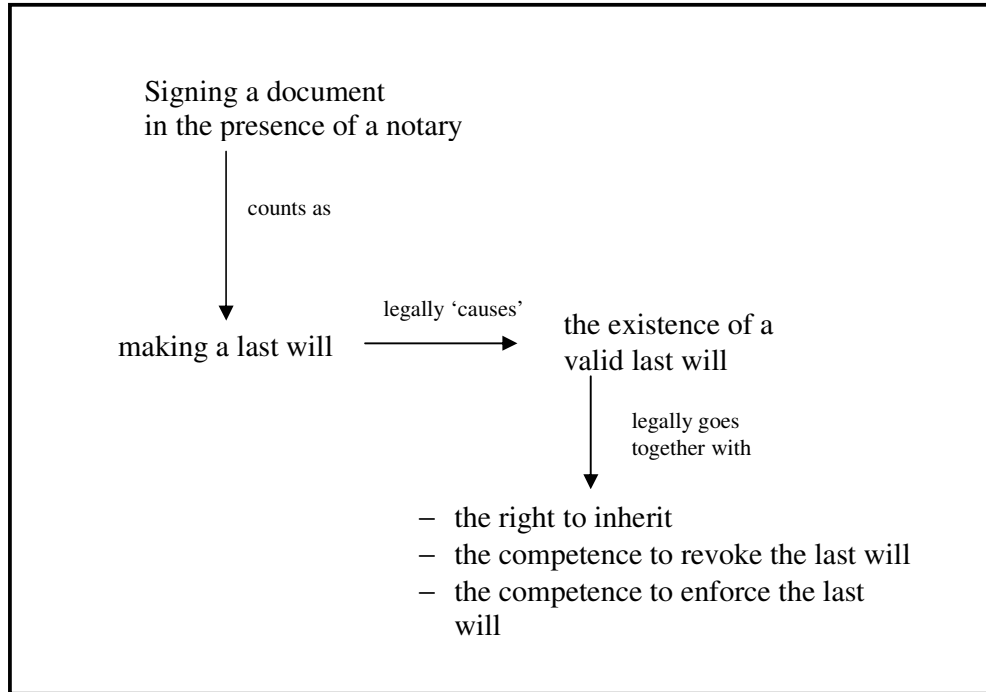 Signing a document
in the presence of a notary
counts as
making a last will
legally ‘causes’
the existence of a
valid last will
legally goes
together with
– the right to inherit
– the competence to revoke the last will
– the competence to enforce the last
will